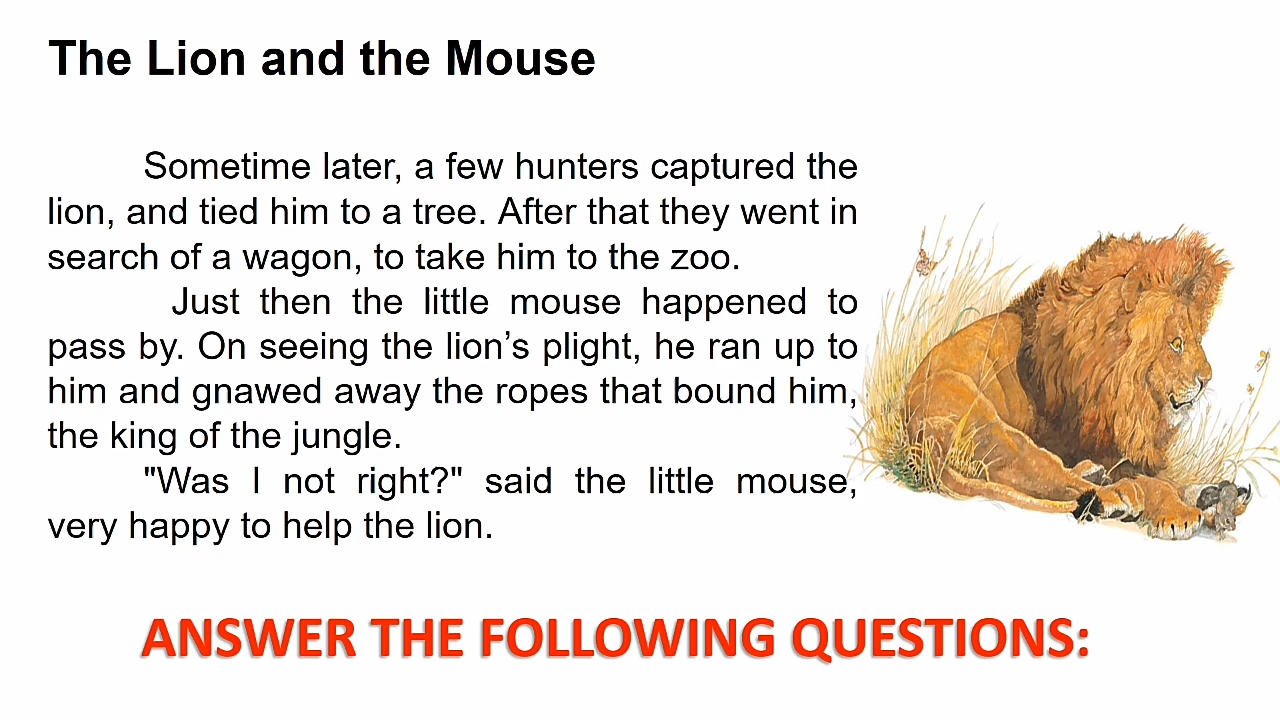 The Lion and the Mouse
Sometime later, a few hunters captured the
lion, and tied him to a tree. After that they went in
search of a wagon, to take him to the zoo.
Just then the little mouse happened to
pass by. On seeing the lion’s plight, he ran up to
him and gnawed away the ropes that bound him,
the king of the jungle.
"Was I not right?" said the little mouse,
very happy to help the lion.
ANSWER THE FOLLOWING QUESTIONS: